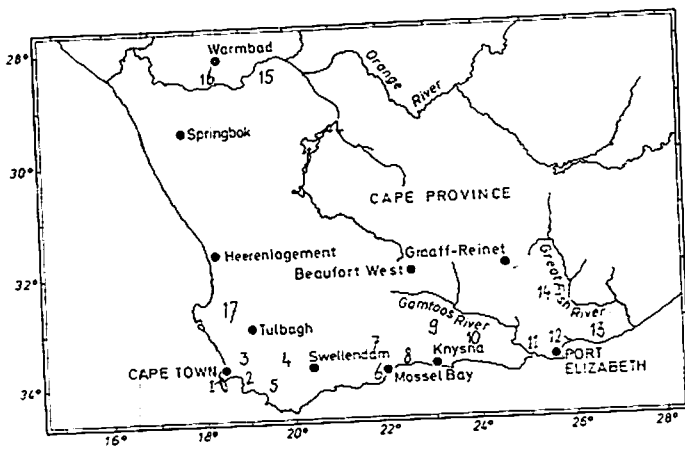 28°
Warmbad
16
15
Orange
River
Springbok
30°
CAPE PROVINCE
Heerenlogement
Graaff-Reinet
Beaufort West
Great Fish
River
14
32°
17
Gamtoos River
9
10
13
Tulbagh
7
11
12
3
4
Swellendam
8
Knysna
PORT
ELIZABETH
CAPE TOWN
1
2
5
6
Mossel Bay
34°
16°
18°
20°
22°
24°
26°
28°